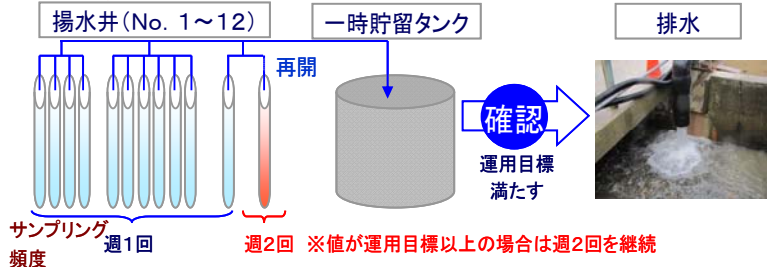 揚水井(No. 1~12)
一時貯留タンク
排水
再開
確認
運用目標
満たす
サンプリング
頻度
週1回
週2回 ※値が運用目標以上の場合は週2回を継続